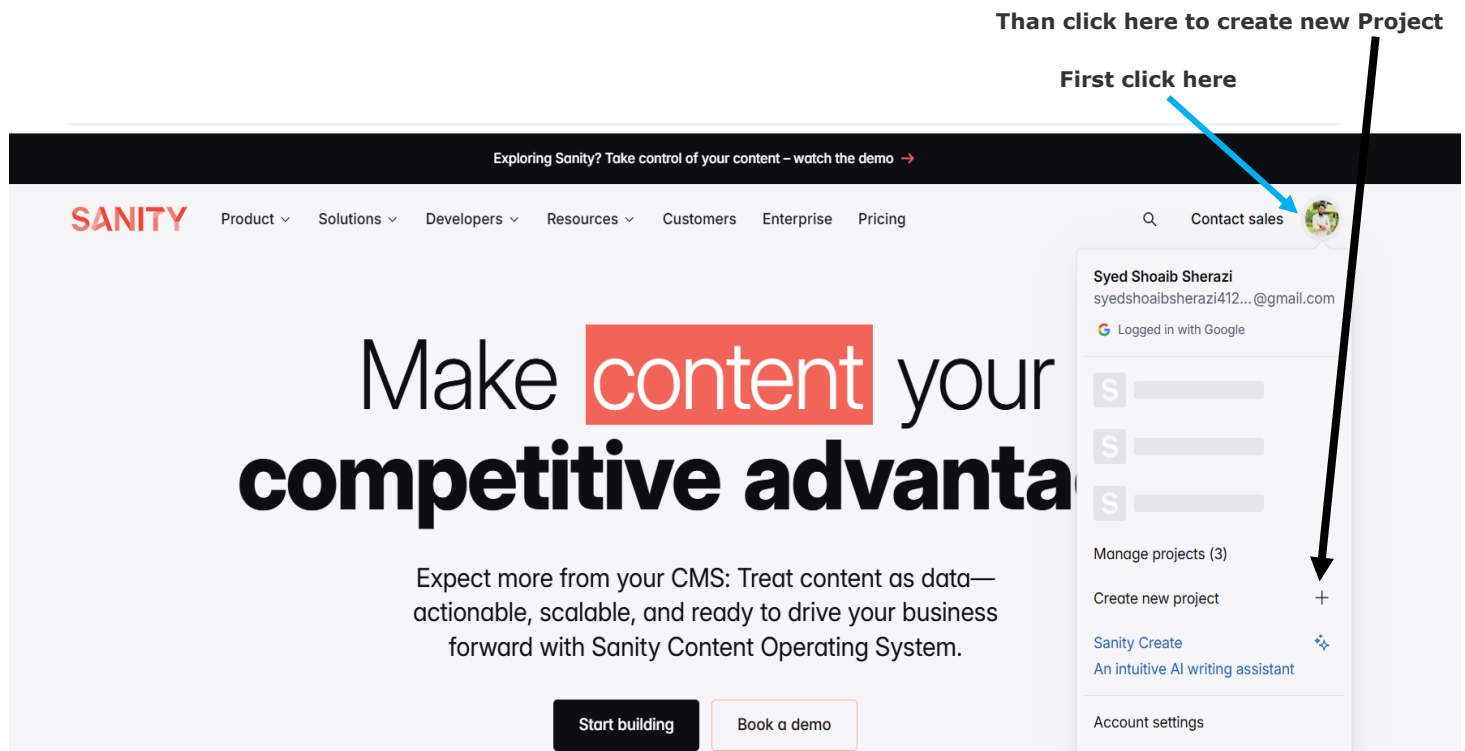 Than click here to create new Project
First click here
Exploring Sanity? Take control of your content – watch the demo →
SANITY Product Solutions Developers Resources Customers Enterprise Pricing Contact sales
Syed Shoaib Sherazi
syedshoaibsherazi412...@gmail.com
G Logged in with Google
Make content your
competitive advanta
S
S
S
Manage projects (3)
Expect more from your CMS: Treat content as data—
actionable, scalable, and ready to drive your business
forward with Sanity Content Operating System.
Create new project +
Sanity Create
An intuitive AI writing assistant
Start building Book a demo
Account settings